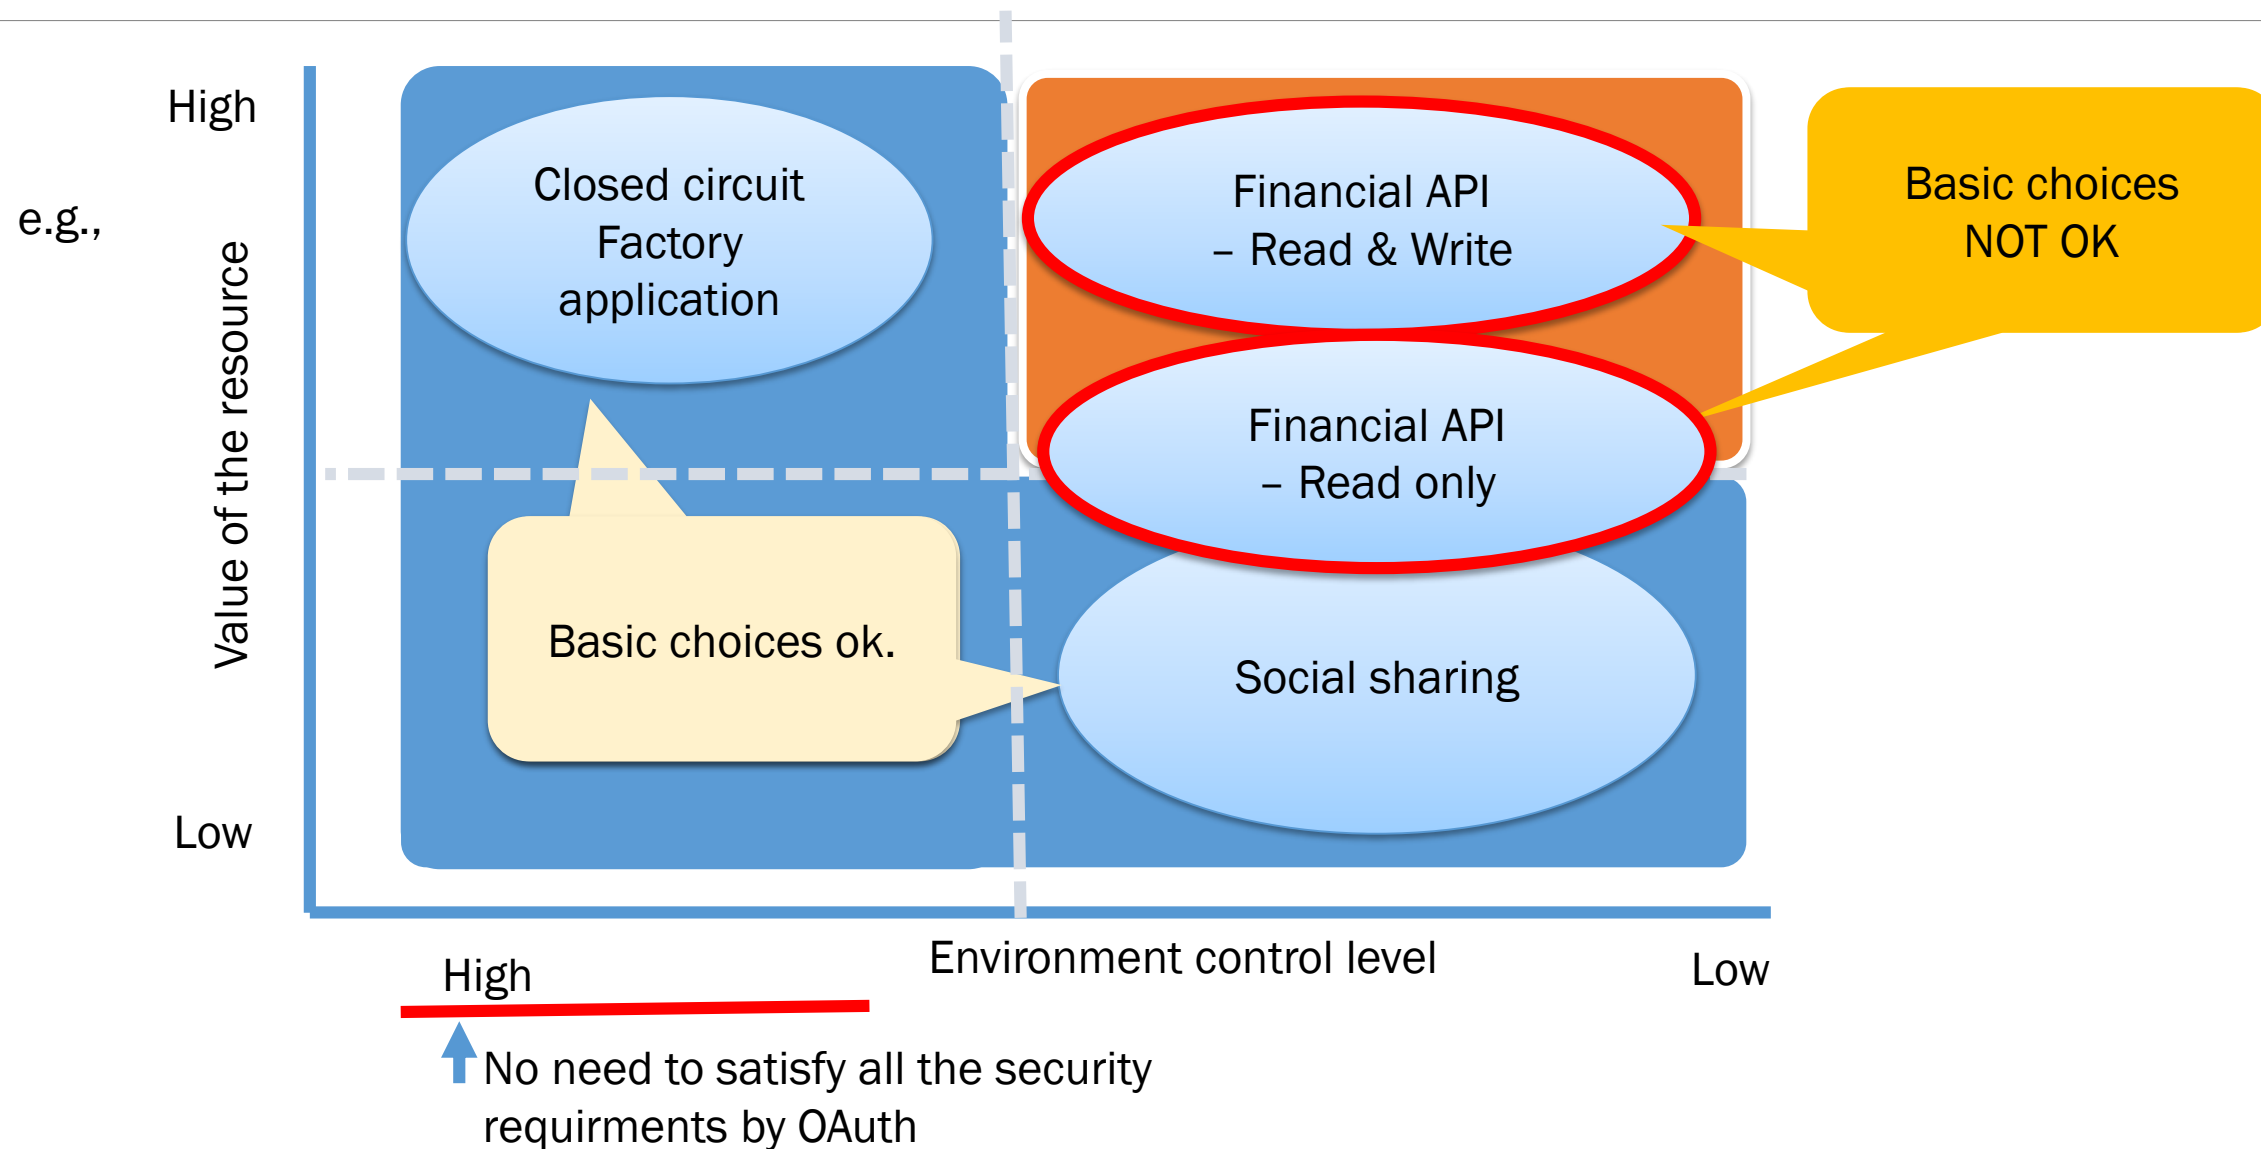 e.g.,
High
Value of the resource
Low
Closed circuit
Factory
application
Financial API
– Read & Write
Basic choices
NOT OK
Financial API
– Read only
Basic choices ok.
Social sharing
High
Environment control level
Low
No need to satisfy all the security
requirments by OAuth